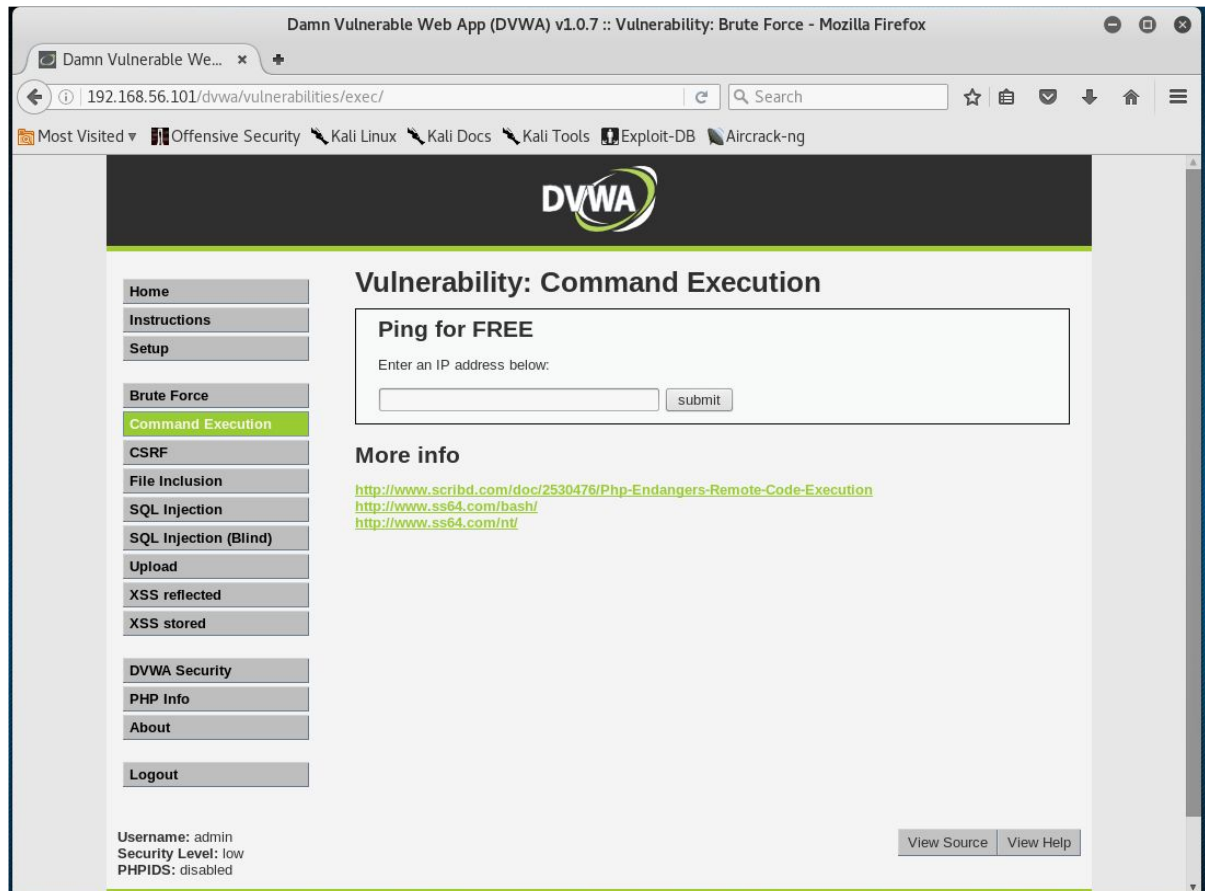 Damn Vulnerable Web App (DVWA) v1.0.7 :: Vulnerability: Brute Force - Mozilla Firefox
Damn Vulnerable We...
192.168.56.101/dvwa/vulnerabilities/exec/
Search
Most Visited
Offensive Security
Kali Linux
Kali Docs
Kali Tools
Exploit-DB
Aircrack-ng
DVWA
Home
Instructions
Setup
Brute Force
Command Execution
CSRF
File Inclusion
SQL Injection
SQL Injection (Blind)
Upload
XSS reflected
XSS stored
DVWA Security
PHP Info
About
Logout
Vulnerability: Command Execution
Ping for FREE
Enter an IP address below:
submit
More info
http://www.scribd.com/doc/2530476/Php-Endangers-Remote-Code-Execution
http://www.ss64.com/bash/
http://www.ss64.com/nt/
Username: admin
Security Level: low
PHPIDS: disabled
View Source
View Help